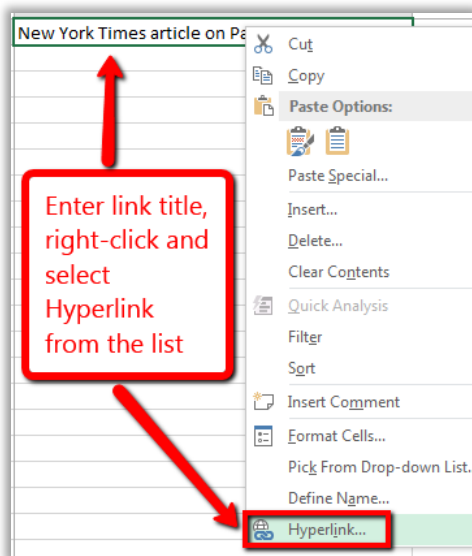 New York Times article on Pa
Cut
Copy
Paste Options:
Paste Special...
Insert...
Delete...
Clear Contents
Quick Analysis
Filter
Sort
Insert Comment
Format Cells...
Pick From Drop-down List.
Define Name...
Hyperlink...
Enter link title,
right-click and
select
Hyperlink
from the list